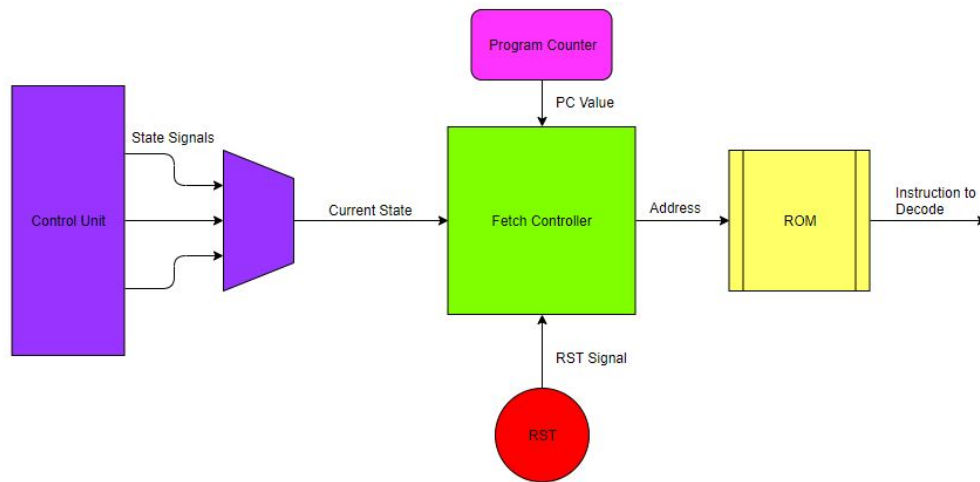 Program Counter
PC Value
State Signals
Control Unit
Current State
Fetch Controller
Address
ROM
Instruction to
Decode
RST Signal
RST